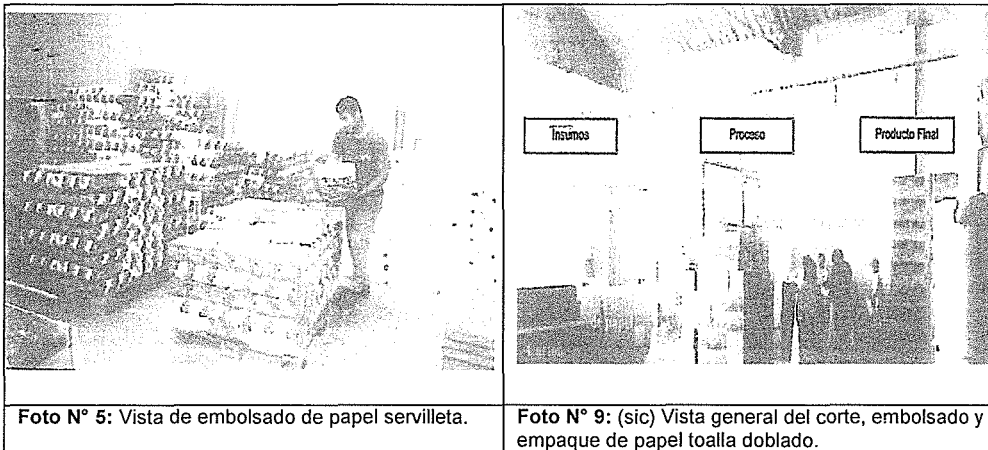 Insumos
Proceso
Producto Final
Foto N° 5: Vista de embolsado de papel servilleta.
Foto N° 9: (sic) Vista general del corte, embolsado y
empaque de papel toalla doblado.